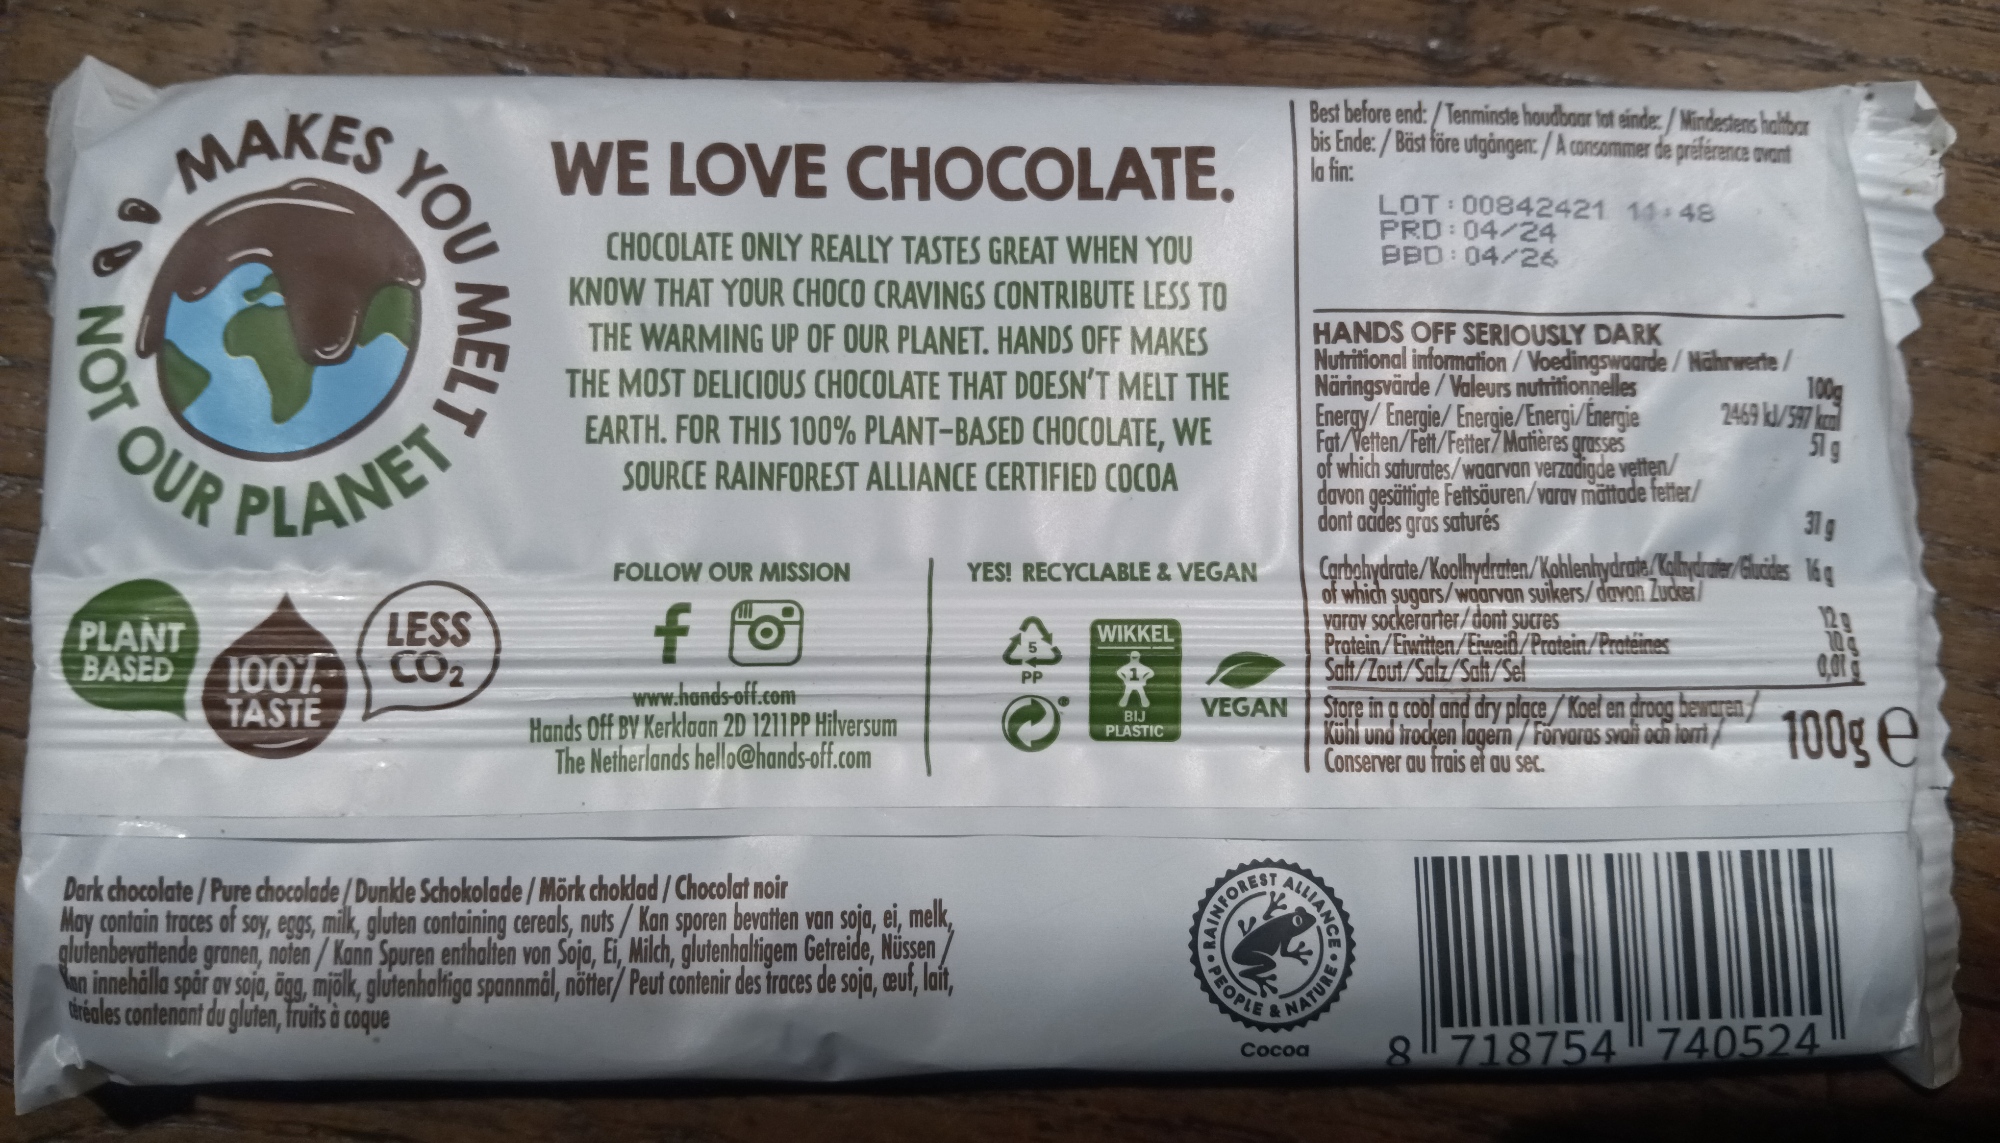 MAKES YOU MELT
NOT OUR PLANET
PLANT
BASED
100%
TASTE
LESS
CO2
WE LOVE CHOCOLATE.
CHOCOLATE ONLY REALLY TASTES GREAT WHEN YOU
KNOW THAT YOUR CHOCO CRAVINGS CONTRIBUTE LESS TO
THE WARMING UP OF OUR PLANET. HANDS OFF MAKES
THE MOST DELICIOUS CHOCOLATE THAT DOESN'T MELT THE
EARTH. FOR THIS 100% PLANT-BASED CHOCOLATE, WE
SOURCE RAINFOREST ALLIANCE CERTIFIED COCOA
FOLLOW OUR MISSION
www.hands-off.com
Hands Off BV Kerklaan 2D 1211PP Hilversum
The Netherlands hello@hands-off.com
YES! RECYCLABLE & VEGAN
5
PP
WIKKEL
1
BIJ
PLASTIC
VEGAN
Best before end: / Tenminste houdbaar tot einde: / Mindestens haltbar
bis Ende: / Bäst före utgången: / A consommer de préférence avant
la fin:
LOT: 00842421 11:48
PRD: 04/24
BBD: 04/26
HANDS OFF SERIOUSLY DARK
Nutritional information / Voedingswaarde / Nährwerte /
Näringsvärde / Valeurs nutritionnelles 100g
Energy/ Energie/ Energie/Energi/Énergie 2469 kJ/597 kcal
Fat/Vetten/Fett/Fetter/Matières grasses 51 g
of which saturates/waarvan verzadigde vetten/
davon gesättigte Fettsäuren/varav mättade fetter/
dont acides gras saturés 31 g
Carbohydrate/Koolhydraten/Kohlenhydrate/Kolhydrater/Glucides 16 g
of which sugars/waarvan suikers/davon Zucker/
varav sockerarter/dont sucres 12 g
Protein/Eiwitten/Eiweiß/Protein/Protéines 10 g
Salt/Zout/Salz/Salt/Sel 0,01 g
Store in a cool and dry place / Koel en droog bewaren /
Kühl und trocken lagern / Förvaras svalt och torrt /
Conserver au frais et au sec.
100g e
Dark chocolate / Pure chocolade / Dunkle Schokolade / Mörk choklad / Chocolat noir
May contain traces of soy, eggs, milk, gluten containing cereals, nuts / Kan sporen bevatten van soja, ei, melk,
glutenbevattende granen, noten / Kann Spuren enthalten von Soja, Ei, Milch, glutenhaltigem Getreide, Nüssen /
Kan innehålla spår av soja, ägg, mjölk, glutenhaltiga spannmål, nötter/ Peut contenir des traces de soja, œuf, lait,
céréales contenant du gluten, fruits à coque
RAINFOREST ALLIANCE
PEOPLE & NATURE
Cocoa
8 718754 740524